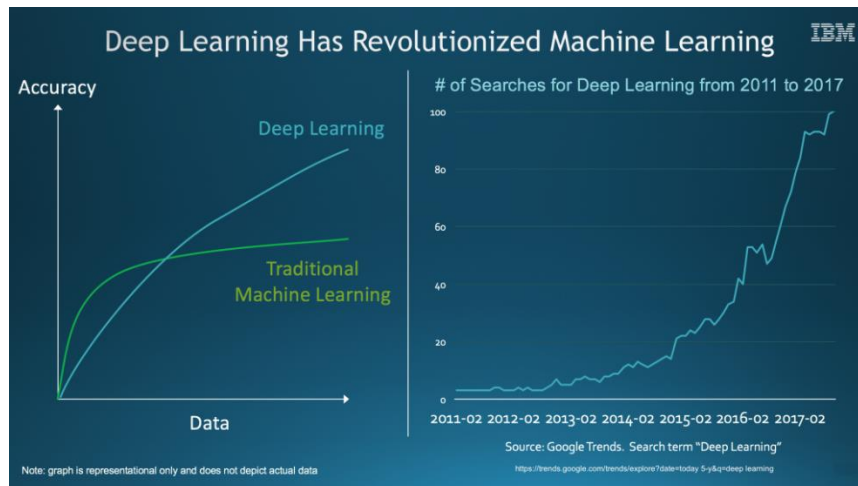 Deep Learning Has Revolutionized Machine Learning
IBM
Accuracy
Deep Learning
Traditional
Machine Learning
Data
Note: graph is representational only and does not depict actual data
# of Searches for Deep Learning from 2011 to 2017
100
80
60
40
20
0
2011-02 2012-02 2013-02 2014-02 2015-02 2016-02 2017-02
Source: Google Trends. Search term “Deep Learning”
https://trends.google.com/trends/explore?date=today 5-y&q=deep learning